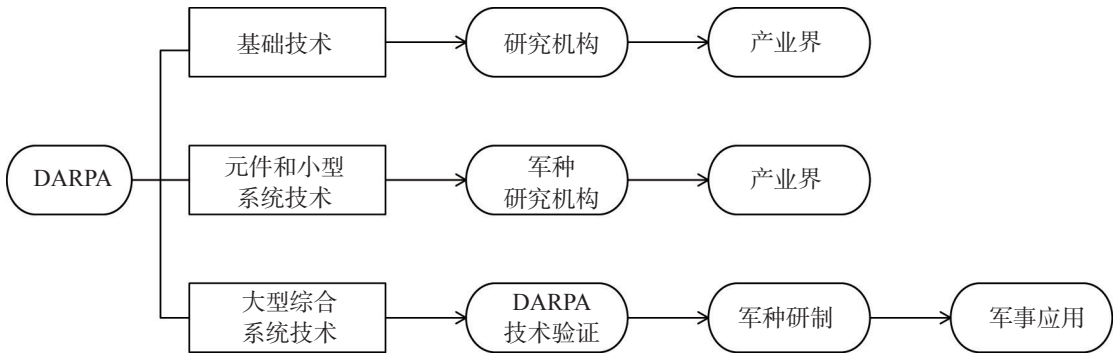 基础技术
研究机构
产业界
DARPA
元件和小型
系统技术
军种
研究机构
产业界
大型综合
系统技术
DARPA
技术验证
军种研制
军事应用